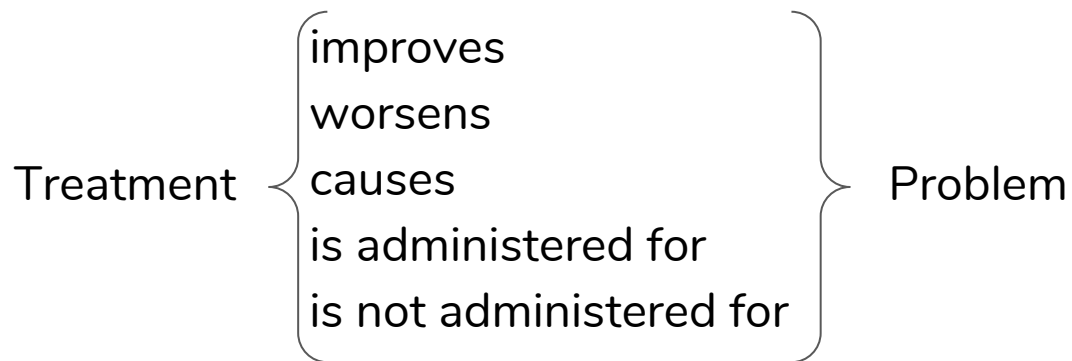 Treatment
improves
worsens
causes
is administered for
is not administered for
Problem